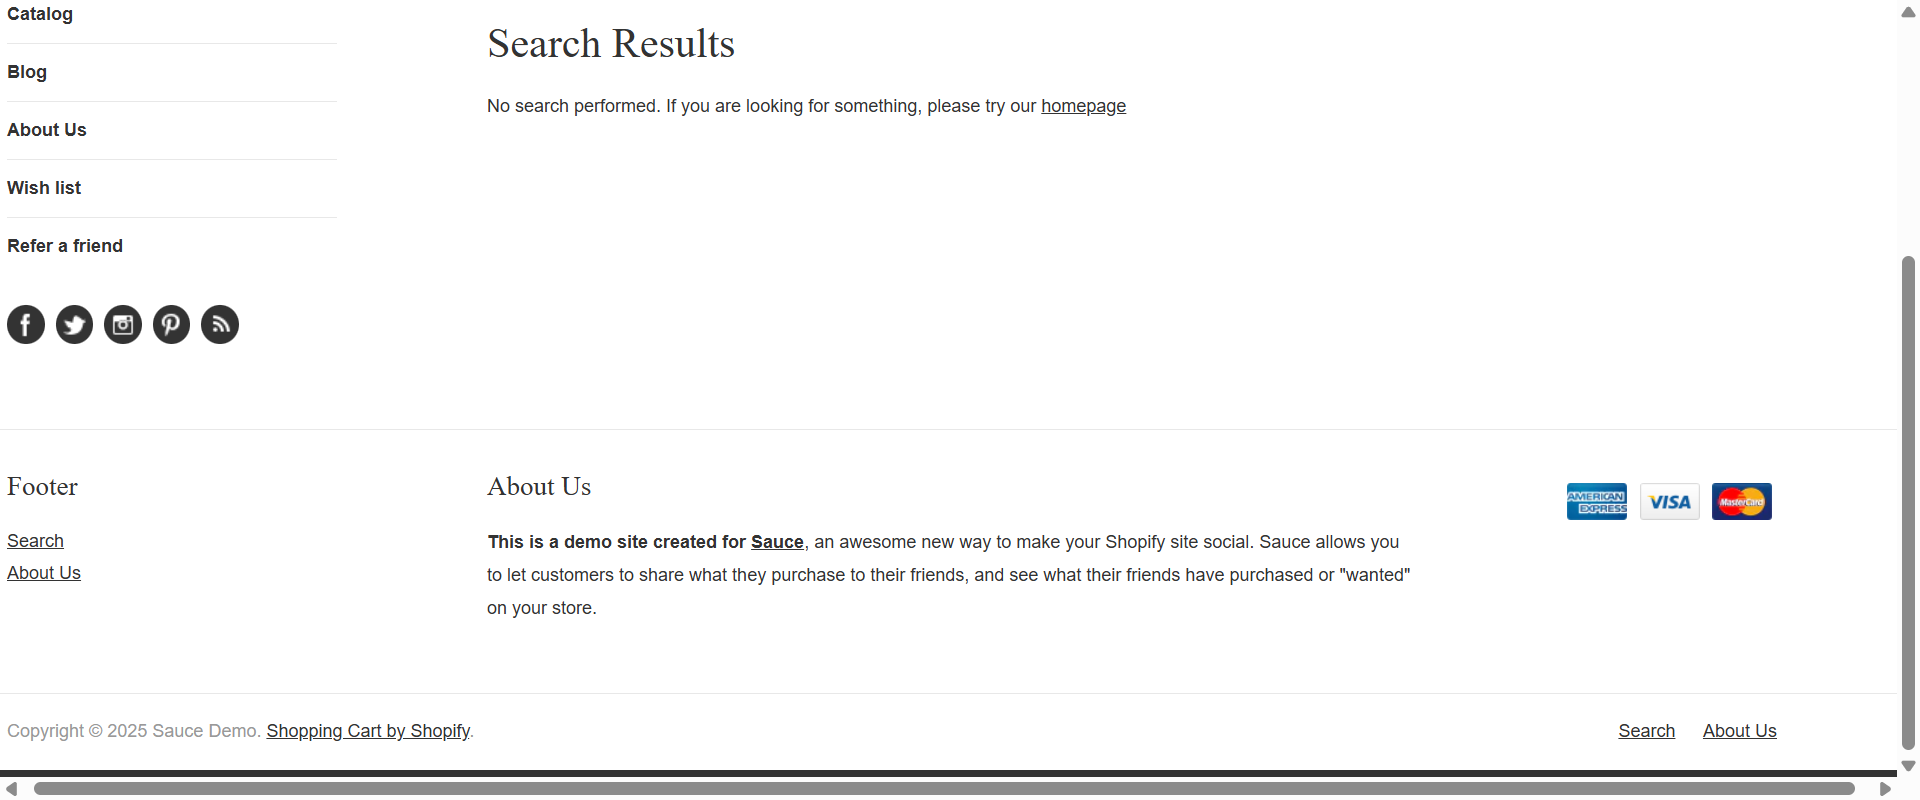 Catalog
Blog
About Us
Wish list
Refer a friend
Search Results
No search performed. If you are looking for something, please try our homepage
Footer
Search
About Us
About Us
This is a demo site created for Sauce, an awesome new way to make your Shopify site social. Sauce allows you
to let customers to share what they purchase to their friends, and see what their friends have purchased or "wanted"
on your store.
AMERICAN
EXPRESS
VISA
MasterCard
Copyright © 2025 Sauce Demo. Shopping Cart by Shopify.
Search
About Us